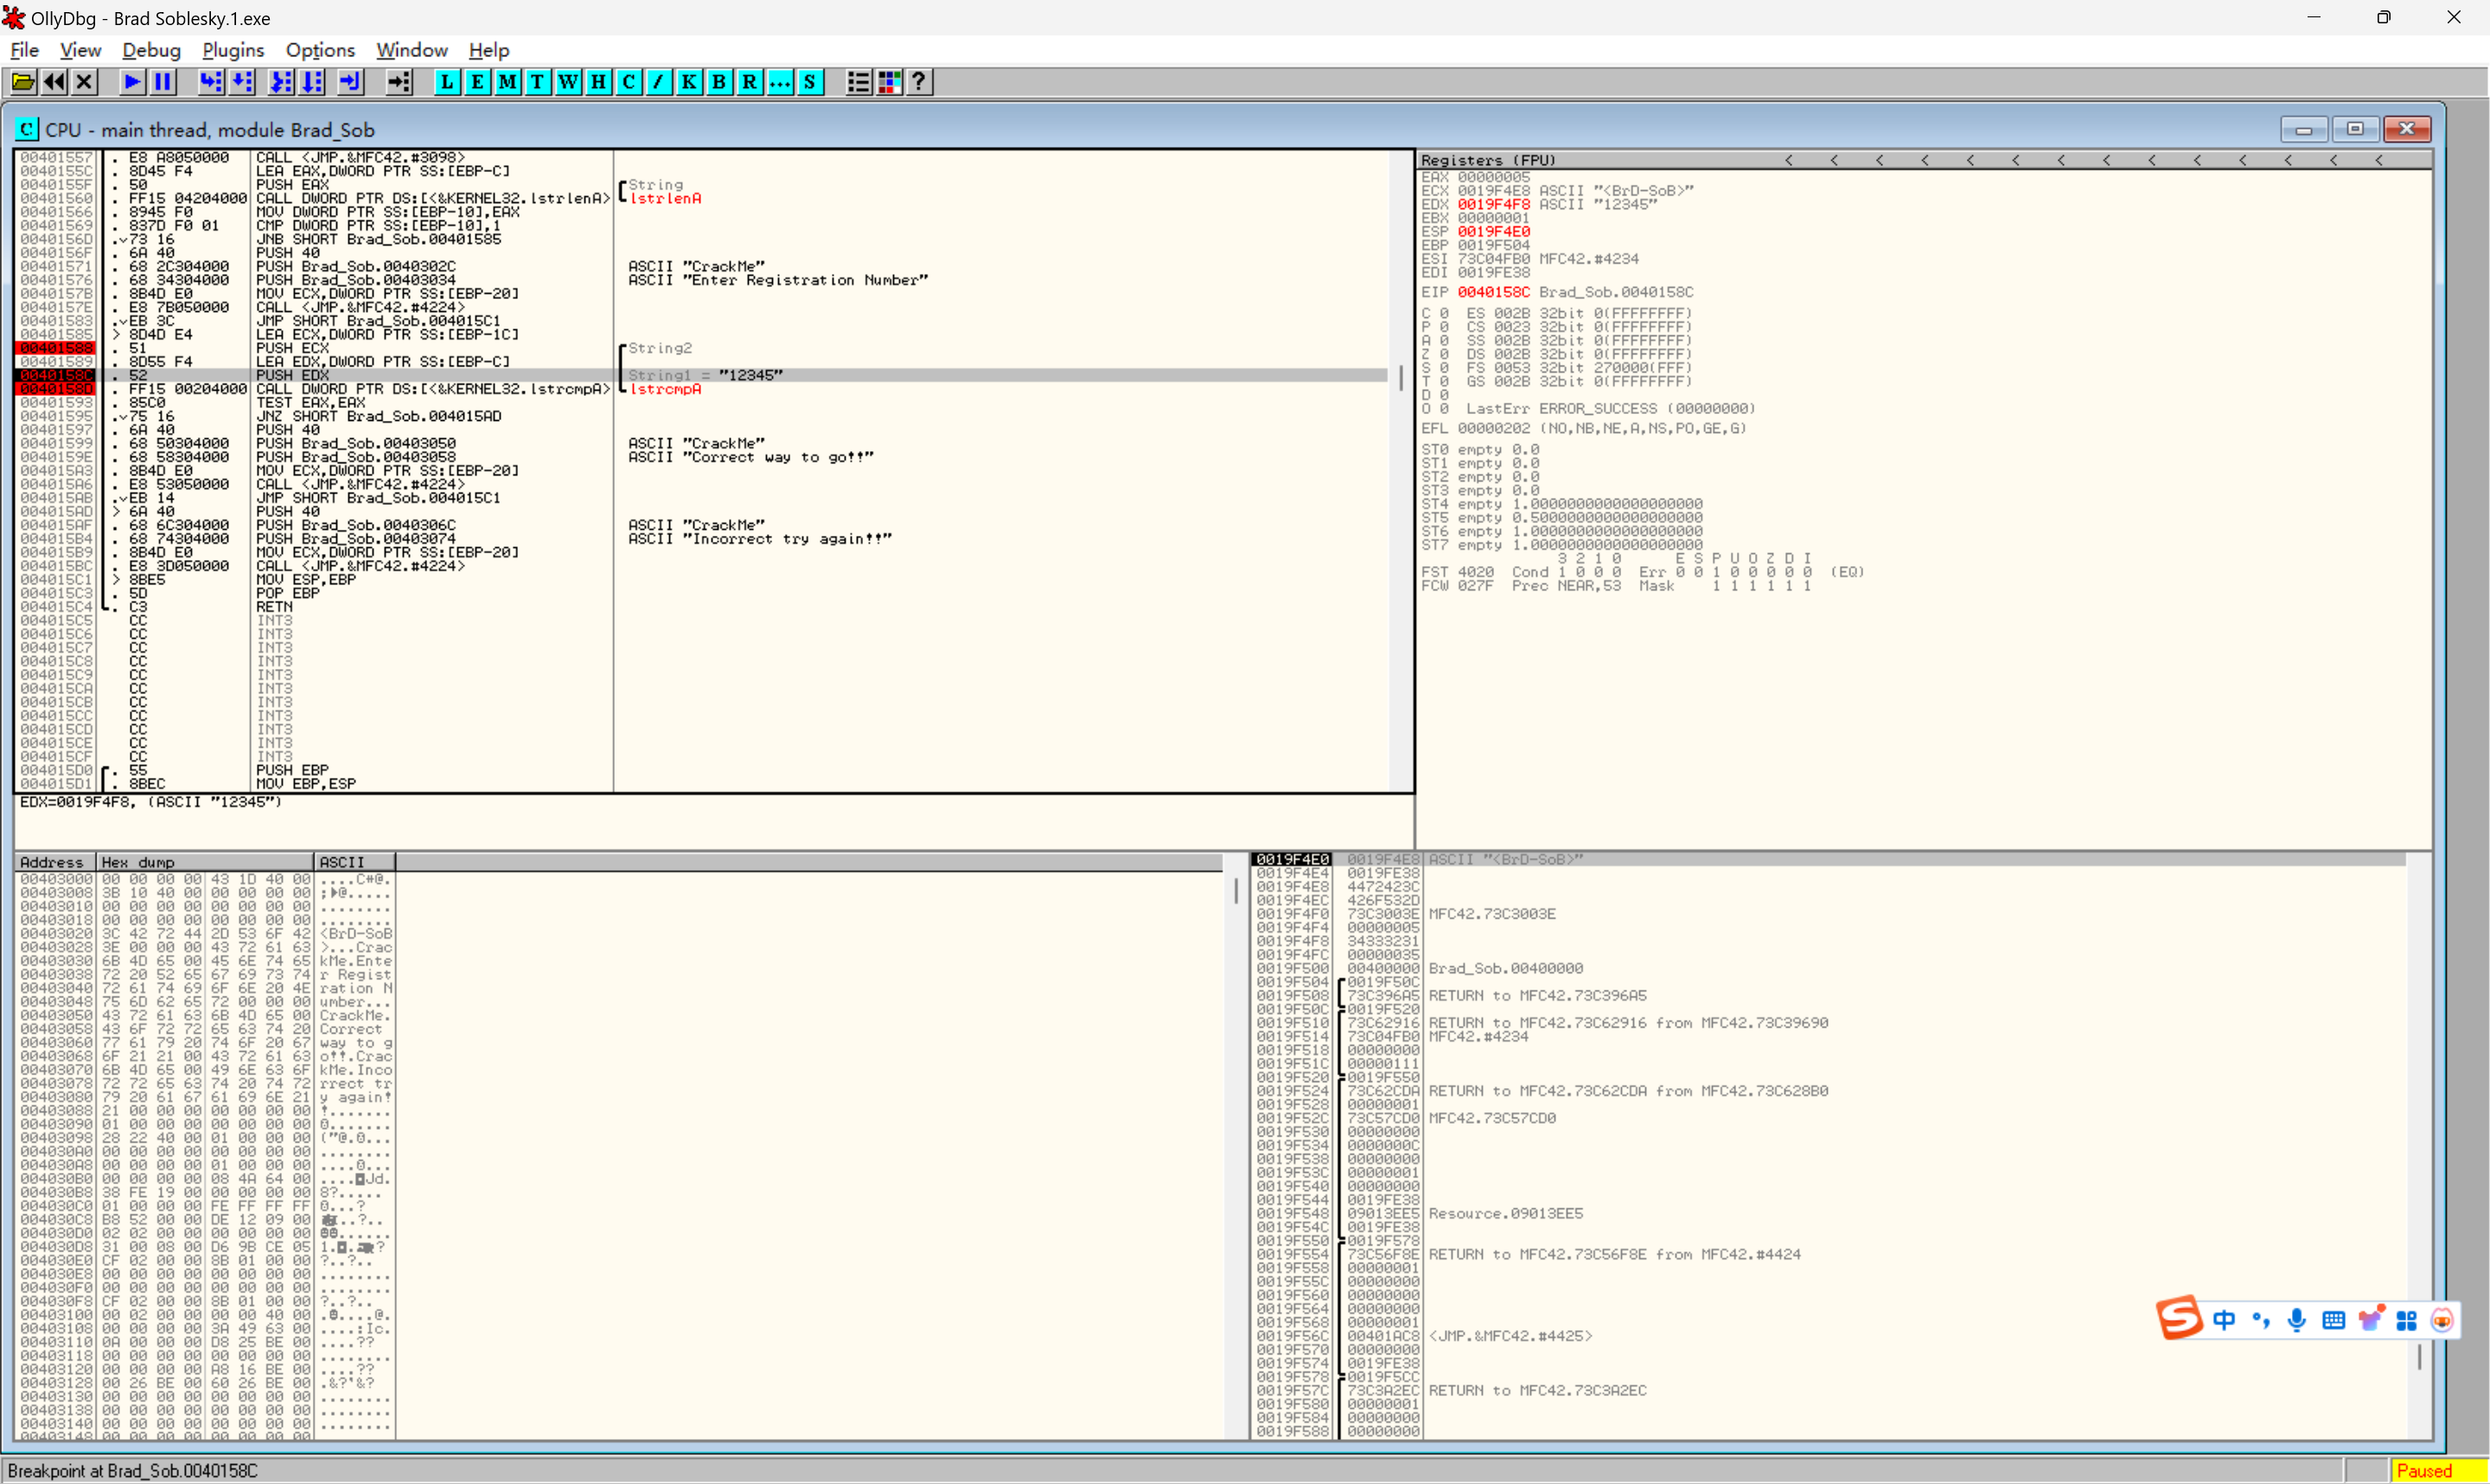 OllyDbg - Brad Soblesky.1.exe
File View Debug Plugins Options Window Help
L E M T W H C / K B R ... S ?
C CPU - main thread, module Brad_Sob
00401557 . E8 A8050000 CALL <JMP.&MFC42.#3098>
0040155C . 8D45 F4 LEA EAX,DWORD PTR SS:[EBP-C]
0040155F . 50 PUSH EAX String
00401560 . FF15 04204000 CALL DWORD PTR DS:[<&KERNEL32.lstrlenA>] lstrlenA
00401566 . 8945 F0 MOV DWORD PTR SS:[EBP-10],EAX
00401569 . 837D F0 01 CMP DWORD PTR SS:[EBP-10],1
0040156D .v73 16 JNB SHORT Brad_Sob.00401585
0040156F . 6A 40 PUSH 40
00401571 . 68 2C304000 PUSH Brad_Sob.0040302C ASCII "CrackMe"
00401576 . 68 34304000 PUSH Brad_Sob.00403034 ASCII "Enter Registration Number"
0040157B . 8B4D E0 MOV ECX,DWORD PTR SS:[EBP-20]
0040157E . E8 7B050000 CALL <JMP.&MFC42.#4224>
00401583 .vEB 3C JMP SHORT Brad_Sob.004015C1
00401585 > 8D4D E4 LEA ECX,DWORD PTR SS:[EBP-1C]
00401588 . 51 PUSH ECX String2
00401589 . 8D55 F4 LEA EDX,DWORD PTR SS:[EBP-C]
0040158C . 52 PUSH EDX String1 = "12345"
0040158D . FF15 00204000 CALL DWORD PTR DS:[<&KERNEL32.lstrcmpA>] lstrcmpA
00401593 . 85C0 TEST EAX,EAX
00401595 .v75 16 JNZ SHORT Brad_Sob.004015AD
00401597 . 6A 40 PUSH 40
00401599 . 68 50304000 PUSH Brad_Sob.00403050 ASCII "CrackMe"
0040159E . 68 58304000 PUSH Brad_Sob.00403058 ASCII "Correct way to go!!"
004015A3 . 8B4D E0 MOV ECX,DWORD PTR SS:[EBP-20]
004015A6 . E8 53050000 CALL <JMP.&MFC42.#4224>
004015AB .vEB 14 JMP SHORT Brad_Sob.004015C1
004015AD > 6A 40 PUSH 40
004015AF . 68 6C304000 PUSH Brad_Sob.0040306C ASCII "CrackMe"
004015B4 . 68 74304000 PUSH Brad_Sob.00403074 ASCII "Incorrect try again!!"
004015B9 . 8B4D E0 MOV ECX,DWORD PTR SS:[EBP-20]
004015BC . E8 3D050000 CALL <JMP.&MFC42.#4224>
004015C1 > 8BE5 MOV ESP,EBP
004015C3 . 5D POP EBP
004015C4 . C3 RETN
004015C5 CC INT3
004015C6 CC INT3
004015C7 CC INT3
004015C8 CC INT3
004015C9 CC INT3
004015CA CC INT3
004015CB CC INT3
004015CC CC INT3
004015CD CC INT3
004015CE CC INT3
004015CF CC INT3
004015D0 . 55 PUSH EBP
004015D1 . 8BEC MOV EBP,ESP
EDX=0019F4F8, (ASCII "12345")
Registers (FPU) < < < < < < < < < < < < < <
EAX 00000005
ECX 0019F4E8 ASCII "<BrD-SoB>"
EDX 0019F4F8 ASCII "12345"
EBX 00000001
ESP 0019F4E0
EBP 0019F504
ESI 73C04FB0 MFC42.#4234
EDI 0019FE38
EIP 0040158C Brad_Sob.0040158C
C 0 ES 002B 32bit 0(FFFFFFFF)
P 0 CS 0023 32bit 0(FFFFFFFF)
A 0 SS 002B 32bit 0(FFFFFFFF)
Z 0 DS 002B 32bit 0(FFFFFFFF)
S 0 FS 0053 32bit 270000(FFF)
T 0 GS 002B 32bit 0(FFFFFFFF)
D 0
O 0 LastErr ERROR_SUCCESS (00000000)
EFL 00000202 (NO,NB,NE,A,NS,PO,GE,G)
ST0 empty 0.0
ST1 empty 0.0
ST2 empty 0.0
ST3 empty 0.0
ST4 empty 1.0000000000000000000
ST5 empty 0.5000000000000000000
ST6 empty 1.0000000000000000000
ST7 empty 1.0000000000000000000
3 2 1 0 E S P U O Z D I
FST 4020 Cond 1 0 0 0 Err 0 0 1 0 0 0 0 0 (EQ)
FCW 027F Prec NEAR,53 Mask 1 1 1 1 1 1
Address Hex dump ASCII
00403000 00 00 00 00 43 1D 40 00 ....C#@.
00403008 3B 10 40 00 00 00 00 00 ;►@.....
00403010 00 00 00 00 00 00 00 00 ........
00403018 00 00 00 00 00 00 00 00 ........
00403020 3C 42 72 44 2D 53 6F 42 <BrD-SoB
00403028 3E 00 00 00 43 72 61 63 >...Crac
00403030 6B 4D 65 00 45 6E 74 65 kMe.Ente
00403038 72 20 52 65 67 69 73 74 r Regist
00403040 72 61 74 69 6F 6E 20 4E ration N
00403048 75 6D 62 65 72 00 00 00 umber...
00403050 43 72 61 63 6B 4D 65 00 CrackMe.
00403058 43 6F 72 72 65 63 74 20 Correct
00403060 77 61 79 20 74 6F 20 67 way to g
00403068 6F 21 21 00 43 72 61 63 o!!.Crac
00403070 6B 4D 65 00 49 6E 63 6F kMe.Inco
00403078 72 72 65 63 74 20 74 72 rrect tr
00403080 79 20 61 67 61 69 6E 21 y again!
00403088 21 00 00 00 00 00 00 00 !.......
00403090 01 00 00 00 00 00 00 00
00403098 28 22 40 00 01 00 00 00
004030A0 00 00 00 00 00 00 00 00 ........
004030A8 00 00 00 00 01 00 00 00
004030B0 00 00 00 00 08 4A 64 00
004030B8 38 FE 19 00 00 00 00 00 8?.....
004030C0 01 00 00 00 FE FF FF FF
004030C8 B8 52 00 00 DE 12 09 00
004030D0 02 02 00 00 00 00 00 00
004030D8 31 00 08 00 D6 9B CE 05
004030E0 CF 02 00 00 8B 01 00 00 ?..?..
004030E8 00 00 00 00 00 00 00 00 ........
004030F0 00 00 00 00 00 00 00 00 ........
004030F8 CF 02 00 00 8B 01 00 00 ?..?..
00403100 00 02 00 00 00 00 40 00
00403108 00 00 00 00 3A 49 63 00 ....:Ic.
00403110 0A 00 00 00 D8 25 BE 00 ....??
00403118 00 00 00 00 00 00 00 00 ........
00403120 00 00 00 00 A8 16 BE 00 ....??
00403128 00 26 BE 00 60 26 BE 00 .&?'&?
00403130 00 00 00 00 00 00 00 00 ........
00403138 00 00 00 00 00 00 00 00 ........
00403140 00 00 00 00 00 00 00 00 ........
00403148 00 00 00 00 00 00 00 00
0019F4E0 0019F4E8 ASCII "<BrD-SoB>"
0019F4E4 0019FE38
0019F4E8 4472423C
0019F4EC 426F532D
0019F4F0 73C3003E MFC42.73C3003E
0019F4F4 00000005
0019F4F8 34333231
0019F4FC 00000035
0019F500 00400000 Brad_Sob.00400000
0019F504 0019F50C
0019F508 73C396A5 RETURN to MFC42.73C396A5
0019F50C 0019F520
0019F510 73C62916 RETURN to MFC42.73C62916 from MFC42.73C39690
0019F514 73C04FB0 MFC42.#4234
0019F518 00000000
0019F51C 00000111
0019F520 0019F550
0019F524 73C62CDA RETURN to MFC42.73C62CDA from MFC42.73C628B0
0019F528 00000001
0019F52C 73C57CD0 MFC42.73C57CD0
0019F530 00000000
0019F534 0000000C
0019F538 00000000
0019F53C 00000001
0019F540 00000000
0019F544 0019FE38
0019F548 09013EE5 Resource.09013EE5
0019F54C 0019FE38
0019F550 0019F578
0019F554 73C56F8E RETURN to MFC42.73C56F8E from MFC42.#4424
0019F558 00000001
0019F55C 00000000
0019F560 00000000
0019F564 00000000
0019F568 00000001
0019F56C 00401AC8 <JMP.&MFC42.#4425>
0019F570 00000000
0019F574 0019FE38
0019F578 0019F5CC
0019F57C 73C3A2EC RETURN to MFC42.73C3A2EC
0019F580 00000001
0019F584 00000000
0019F588 00000000
S 中
Breakpoint at Brad_Sob.0040158C
Paused